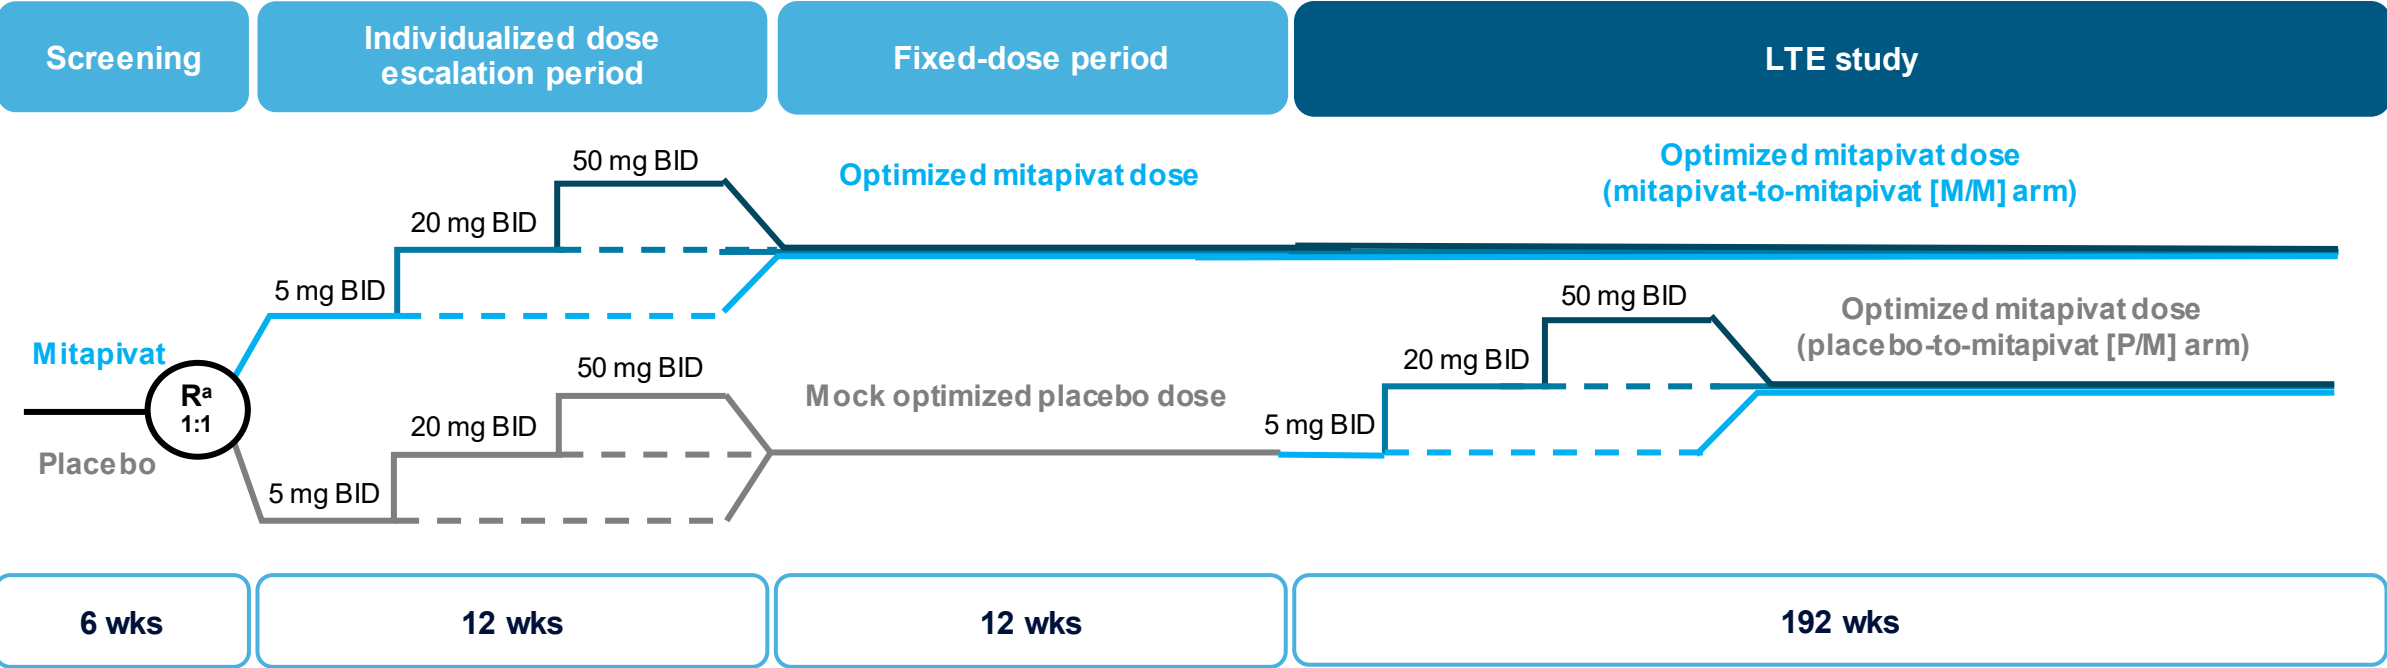 Screening
Individualized dose
escalation period
Fixed-dose period
LTE study
50 mg BID
20 mg BID
5 mg BID
Optimized mitapivat dose
Optimized mitapivat dose
(mitapivat-to-mitapivat [M/M] arm)
Mitapivat
Rᵃ
1:1
Placebo
50 mg BID
20 mg BID
5 mg BID
Mock optimized placebo dose
50 mg BID
20 mg BID
5 mg BID
Optimized mitapivat dose
(placebo-to-mitapivat [P/M] arm)
6 wks
12 wks
12 wks
192 wks